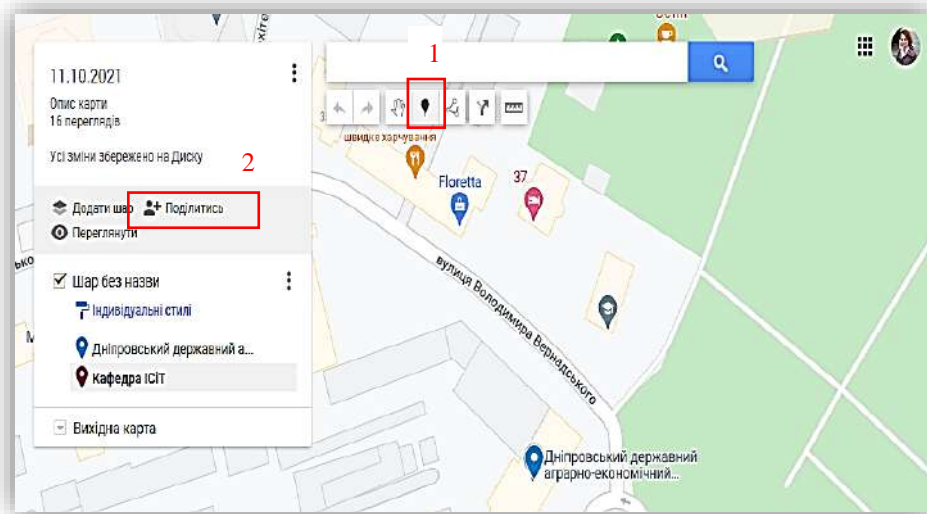 1
11.10.2021
Опис карти
16 переглядів
Усі зміни збережено на Диску
2
Додати шар
Поділитись
Переглянути
Шар без назви
Індивідуальні стилі
Дніпровський державний а...
Кафедра ІСІТ
Вихідна карта
швидке харчування
Floretta
37
вулиця Володимира Вернадського
Дніпровський державний
аграрно-економічний...